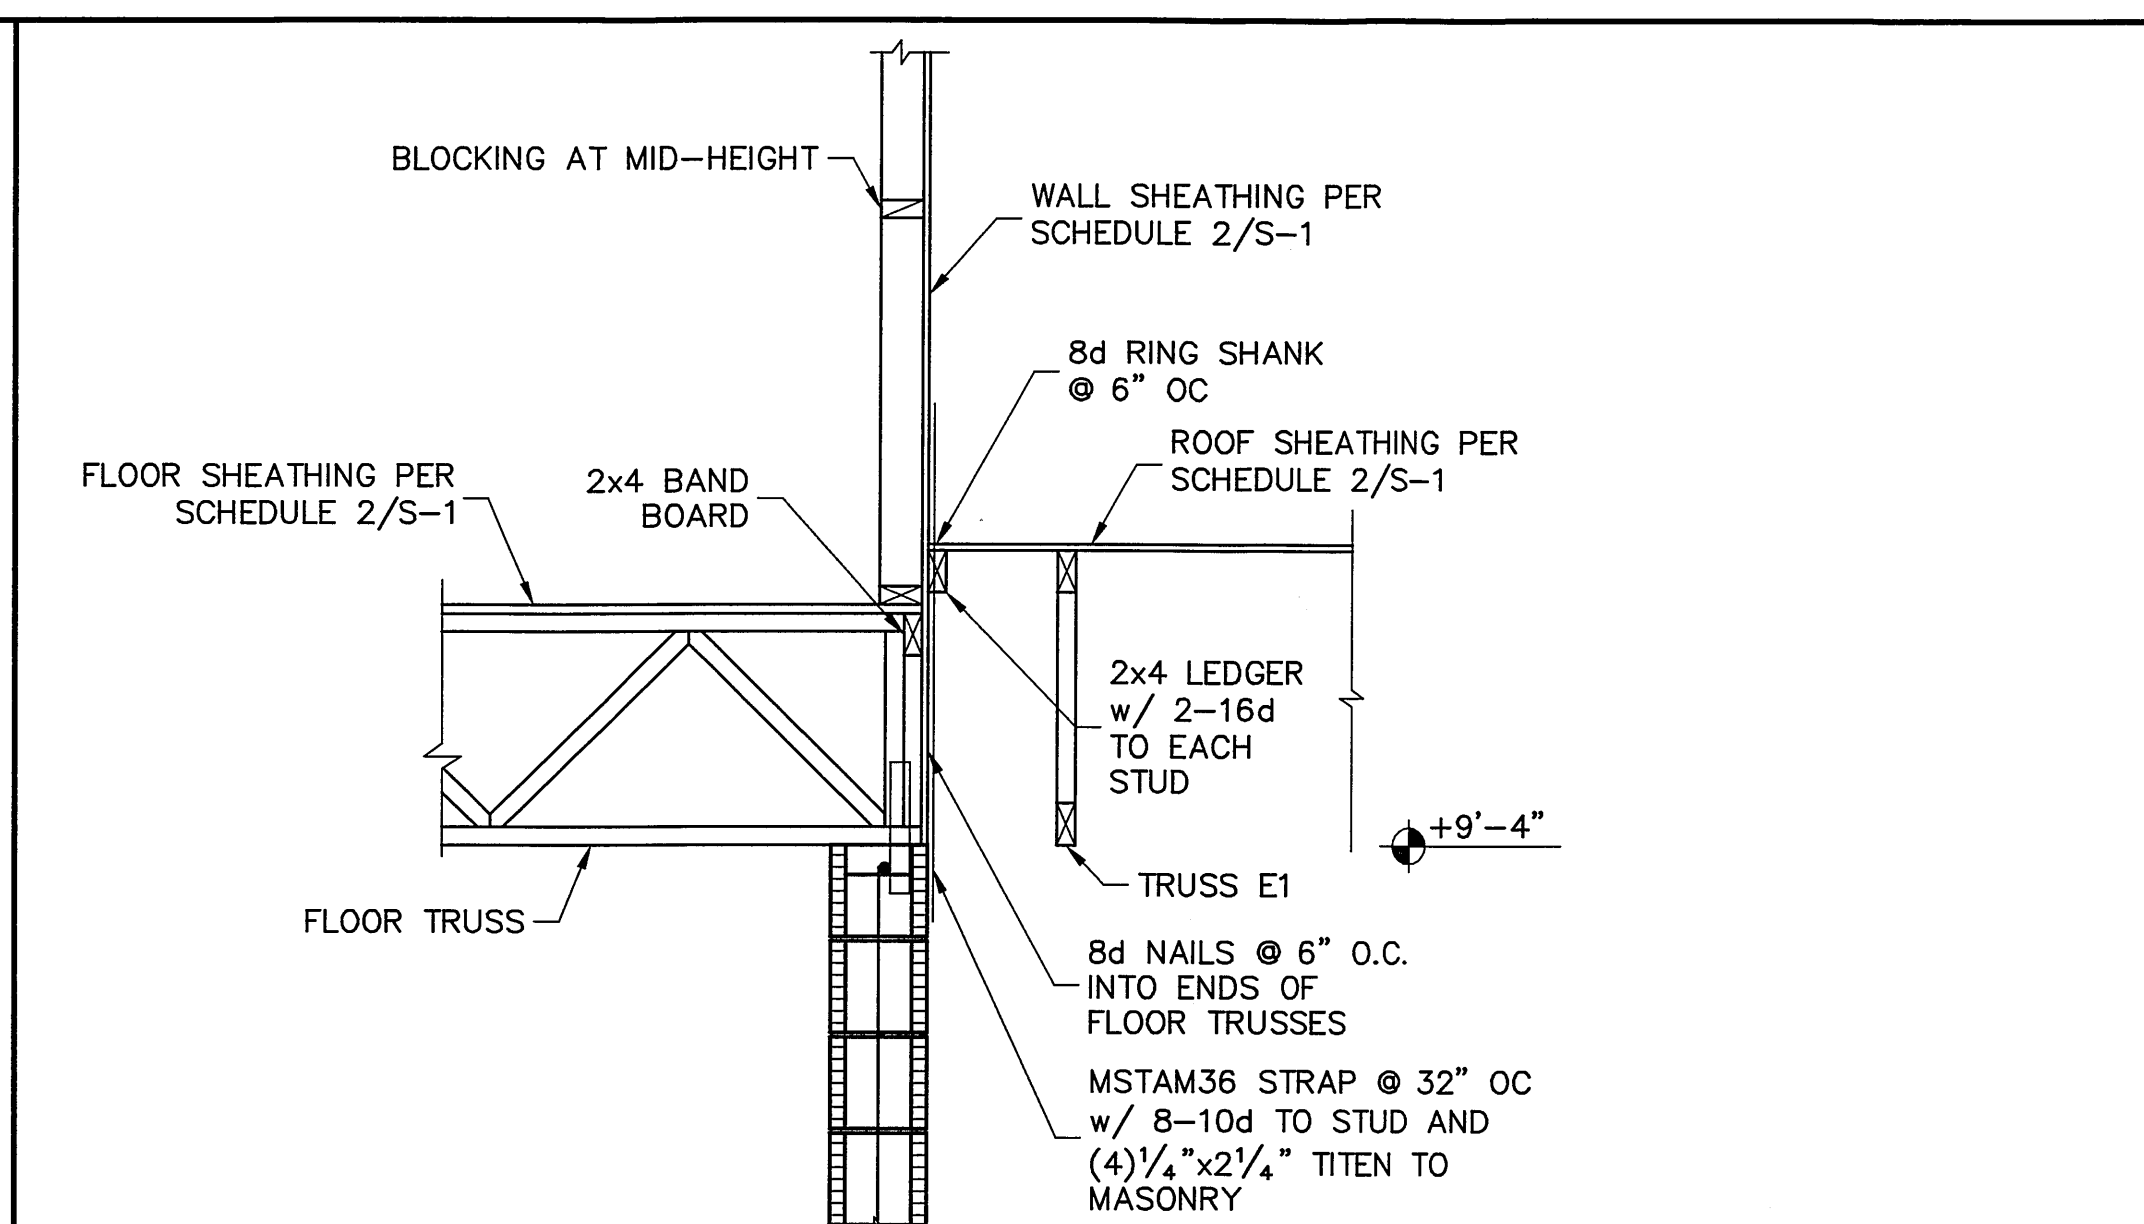 BLOCKING AT MID-HEIGHT
WALL SHEATHING PER
SCHEDULE 2/S-1
8d RING SHANK
@ 6" OC
ROOF SHEATHING PER
SCHEDULE 2/S-1
FLOOR SHEATHING PER
SCHEDULE 2/S-1
2x4 BAND
BOARD
2x4 LEDGER
w/ 2-16d
TO EACH
STUD
+9'-4"
TRUSS E1
FLOOR TRUSS
8d NAILS @ 6" O.C.
INTO ENDS OF
FLOOR TRUSSES
MSTAM36 STRAP @ 32" OC
w/ 8-10d TO STUD AND
(4)1/4"x21/4" TITEN TO
MASONRY